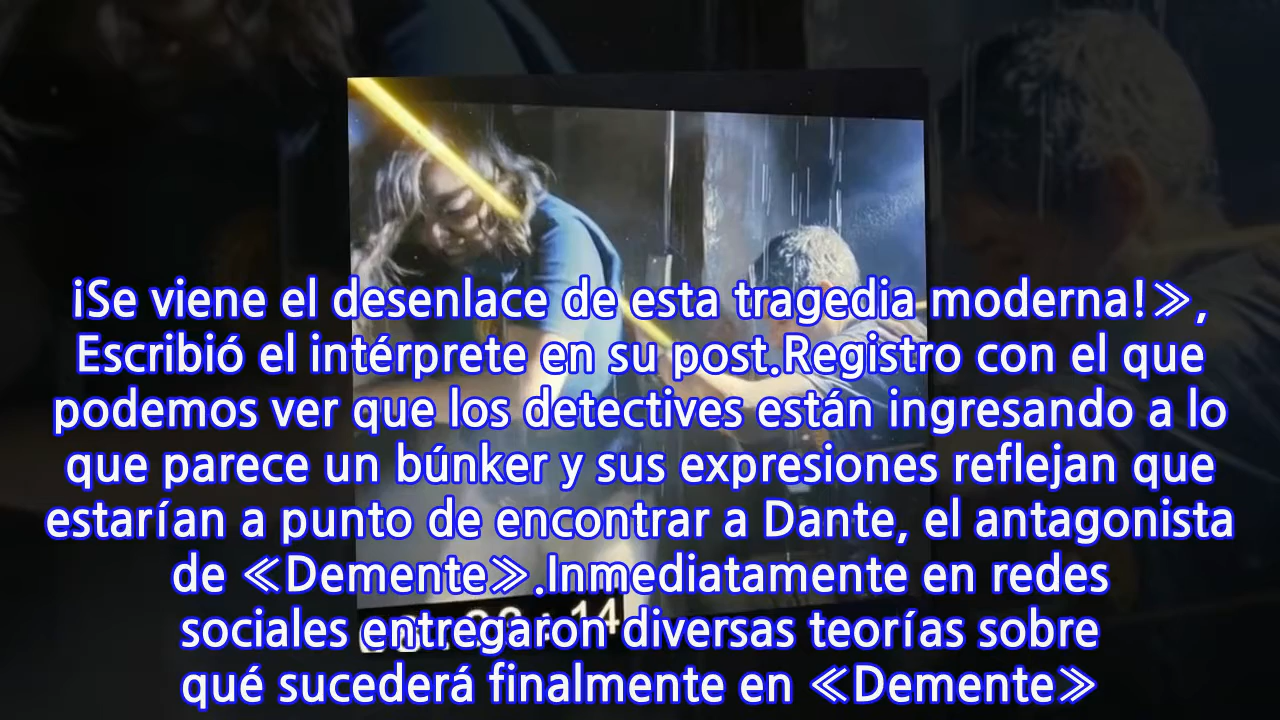 ¡Se viene el desenlace de esta tragedia moderna!≫,
Escribió el intérprete en su post.Registro con el que
podemos ver que los detectives están ingresando a lo
que parece un búnker y sus expresiones reflejan que
estarían a punto de encontrar a Dante, el antagonista
de ≪Demente≫.Inmediatamente en redes
sociales entregaron diversas teorías sobre
qué sucederá finalmente en ≪Demente≫